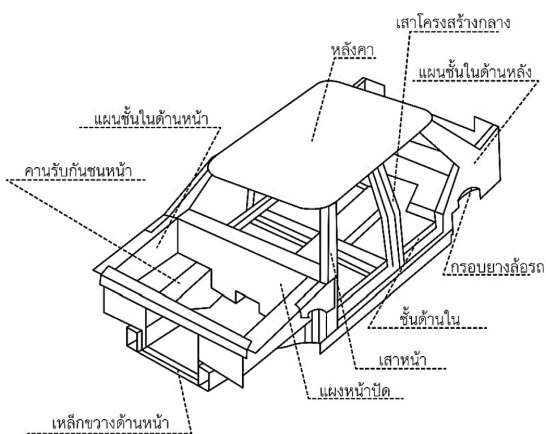 เสาโครงสร้างกลาง
หลังคา
แผนชั้นในด้านหลัง
แผนชั้นในด้านหน้า
คานรับกันชนหน้า
กรอบยางล้อรถ
ชั้นด้านใน
เสาหน้า
แผงหน้าปัด
เหล็กขวางด้านหน้า